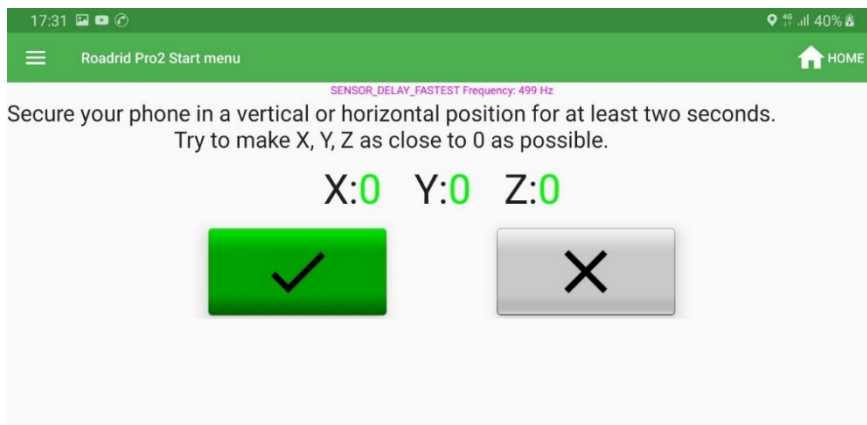 17:31 4G 40%
Roadrid Pro2 Start menu HOME
SENSOR_DELAY_FASTEST Frequency: 499 Hz
Secure your phone in a vertical or horizontal position for at least two seconds.
Try to make X, Y, Z as close to 0 as possible.
X:0 Y:0 Z:0